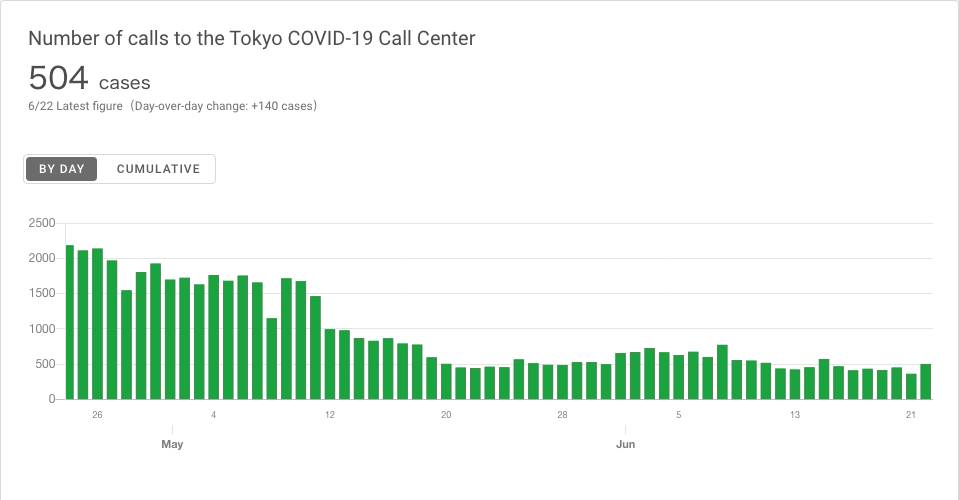 Number of calls to the Tokyo COVID-19 Call Center
504 cases
6/22 Latest figure（Day-over-day change: +140 cases）
BY DAY CUMULATIVE
2500
2000
1500
1000
500
0
26 4 12 20 28 5 13 21
May Jun